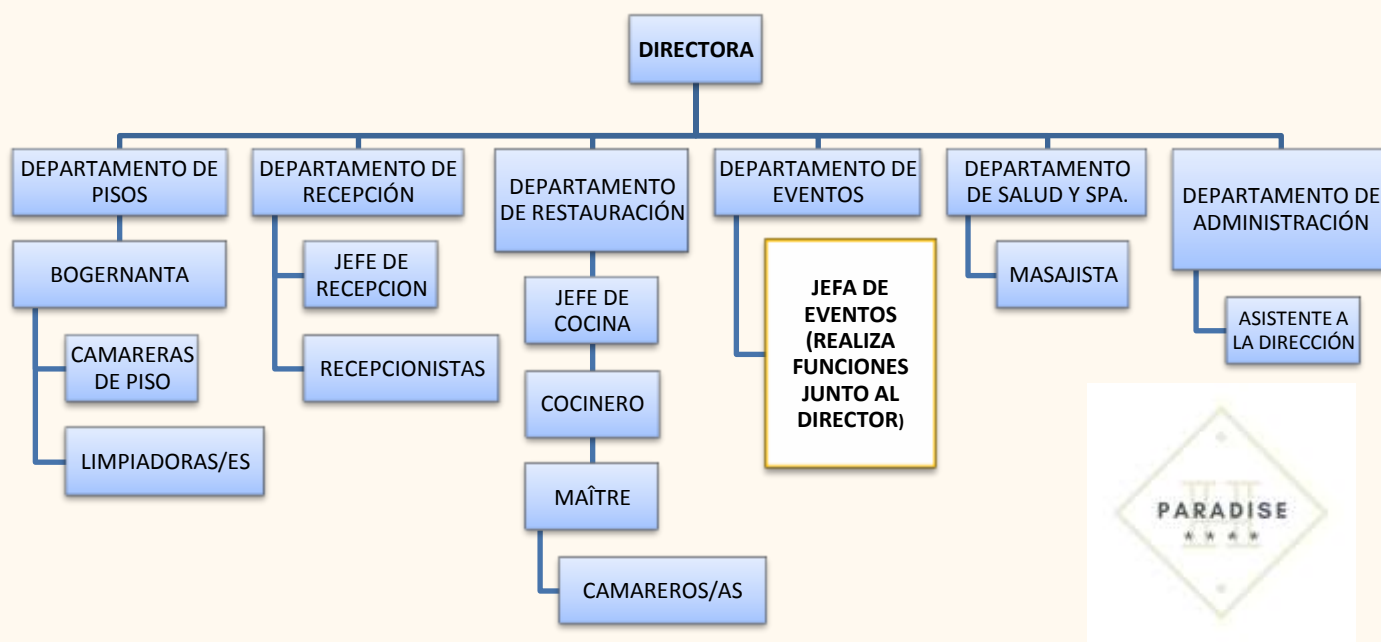 DIRECTORA
DEPARTAMENTO DE
PISOS
BOGERNANTA
CAMARERAS
DE PISO
LIMPIADORAS/ES
DEPARTAMENTO DE
RECEPCIÓN
JEFE DE
RECEPCION
RECEPCIONISTAS
DEPARTAMENTO
DE RESTAURACIÓN
JEFE DE
COCINA
COCINERO
MAÎTRE
CAMAREROS/AS
DEPARTAMENTO DE
EVENTOS
JEFA DE
EVENTOS
(REALIZA
FUNCIONES
JUNTO AL
DIRECTOR)
DEPARTAMENTO
DE SALUD Y SPA.
MASAJISTA
DEPARTAMENTO DE
ADMINISTRACIÓN
ASISTENTE A
LA DIRECCIÓN
H
PARADISE